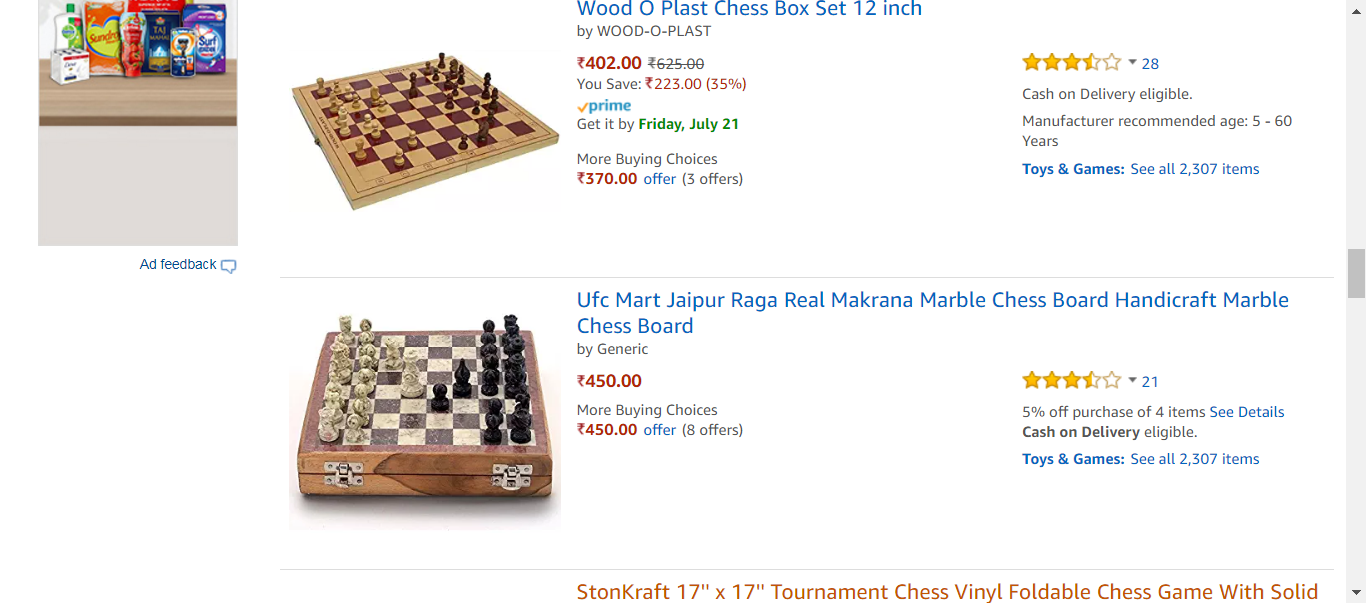 Sundro
TAJ
MAHAL
Surf
Wood O Plast Chess Box Set 12 inch
by WOOD-O-PLAST
₹402.00 ₹625.00
You Save: ₹223.00 (35%)
prime
Get it by Friday, July 21
More Buying Choices
₹370.00 offer (3 offers)
28
Cash on Delivery eligible.
Manufacturer recommended age: 5 - 60
Years
Toys & Games: See all 2,307 items
Ad feedback
Ufc Mart Jaipur Raga Real Makrana Marble Chess Board Handicraft Marble
Chess Board
by Generic
₹450.00
More Buying Choices
₹450.00 offer (8 offers)
21
5% off purchase of 4 items See Details
Cash on Delivery eligible.
Toys & Games: See all 2,307 items
StonKraft 17" x 17" Tournament Chess Vinyl Foldable Chess Game With Solid